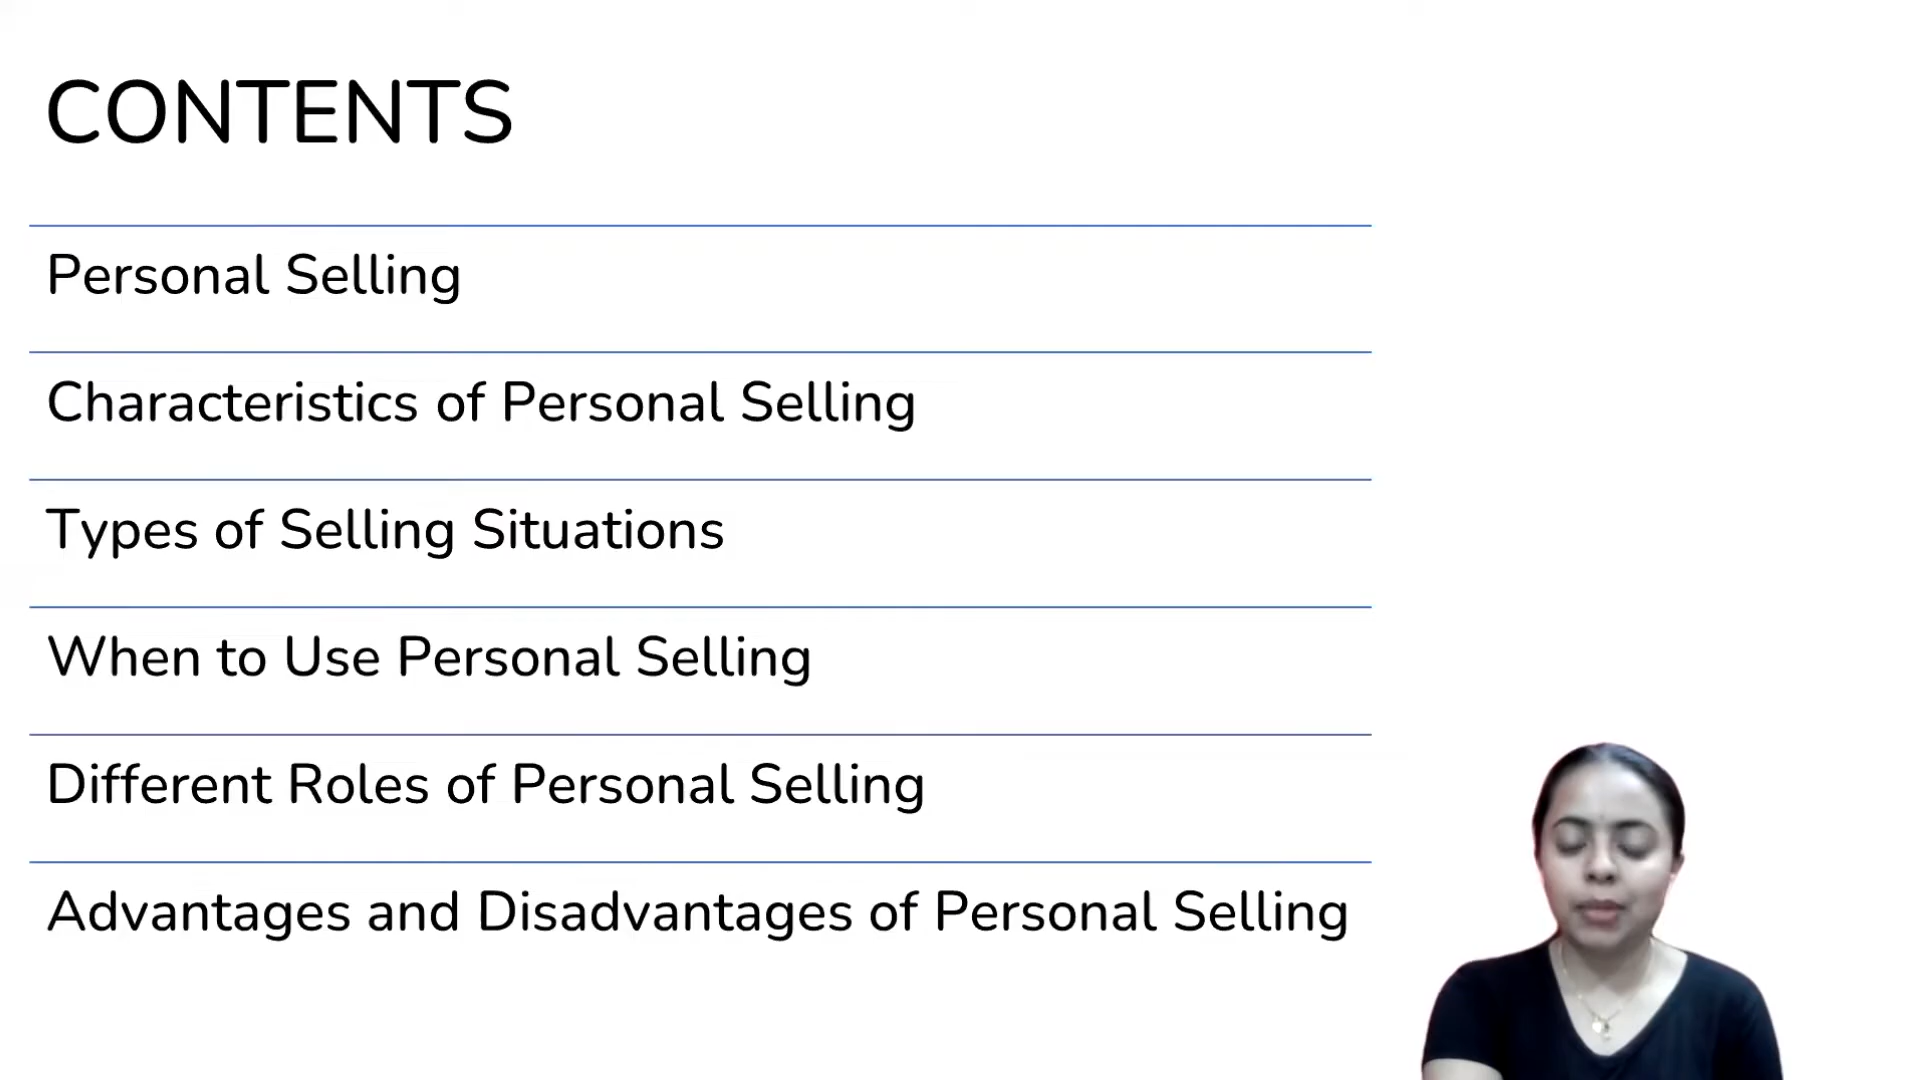 CONTENTS
Personal Selling
Characteristics of Personal Selling
Types of Selling Situations
When to Use Personal Selling
Different Roles of Personal Selling
Advantages and Disadvantages of Personal Selling